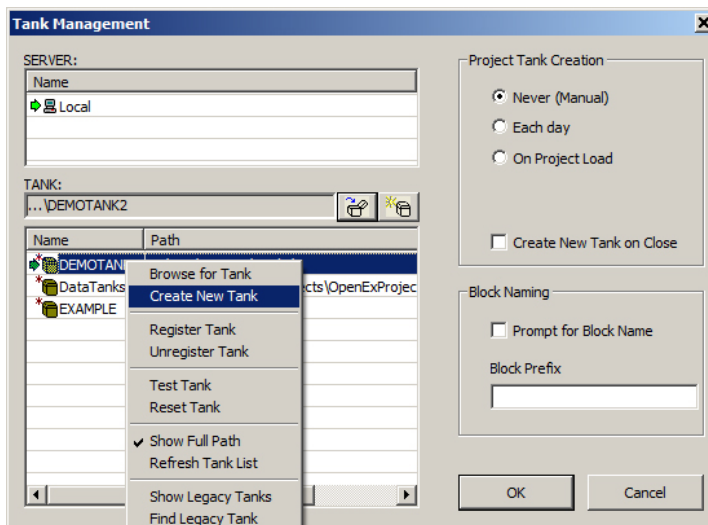 Tank Management
SERVER:
Name
Local
TANK:
...\DEMOTANK2
Name Path
DEMOTAN
DataTanks
EXAMPLE
cts\OpenExProjec
Browse for Tank
Create New Tank
Register Tank
Unregister Tank
Test Tank
Reset Tank
Show Full Path
Refresh Tank List
Show Legacy Tanks
Find Legacy Tank
Project Tank Creation
Never (Manual)
Each day
On Project Load
Create New Tank on Close
Block Naming
Prompt for Block Name
Block Prefix
OK Cancel